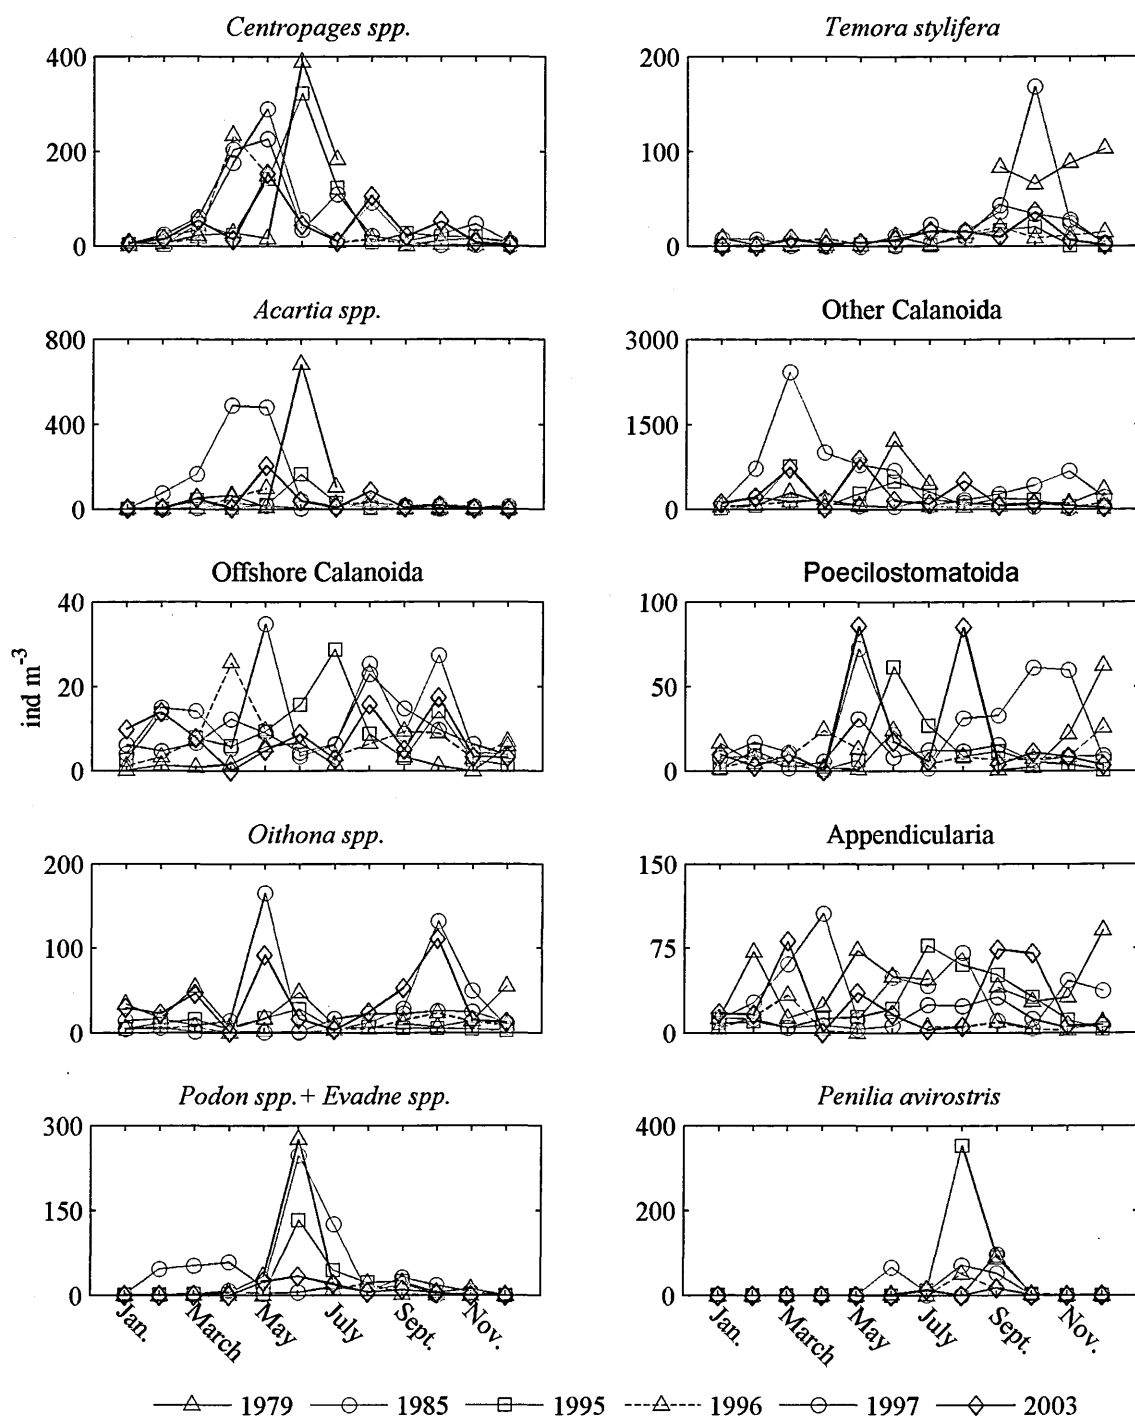 Centropages spp.
Temora stylifera
400
200
0
200
100
0
Acartia spp.
Other Calanoida
800
400
0
3000
1500
0
Offshore Calanoida
Poecilostomatoida
40
20
0
100
50
0
ind m⁻³
Oithona spp.
Appendicularia
200
100
0
150
75
0
Podon spp.+ Evadne spp.
Penilia avirostris
300
150
0
400
200
0
Jan. March May July Sept. Nov.
Jan. March May July Sept. Nov.
1979 1985 1995 1996 1997 2003